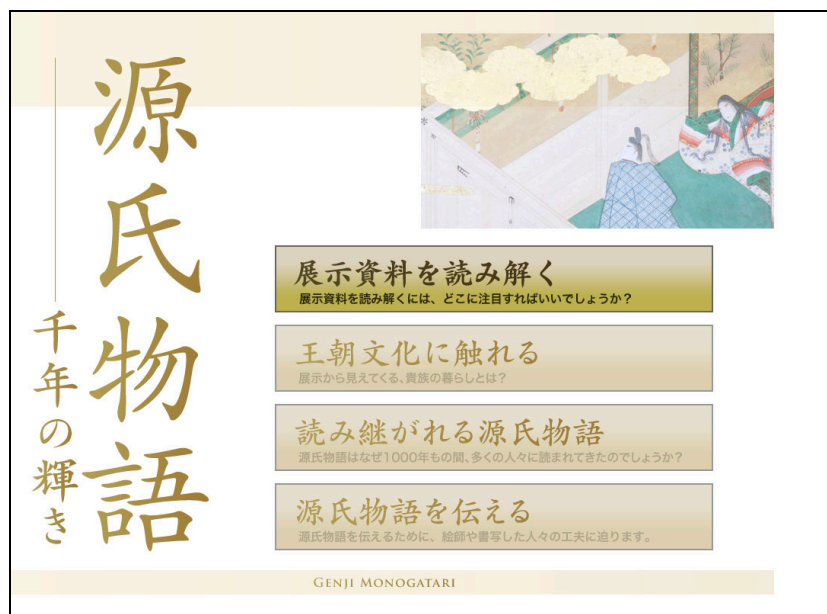 源氏物語
千年の輝き
展示資料を読み解く
展示資料を読み解くには、どこに注目すればいいでしょうか？
王朝文化に触れる
展示から見えてくる、貴族の暮らしとは？
読み継がれる源氏物語
源氏物語はなぜ1000年もの間、多くの人々に読まれてきたのでしょうか？
源氏物語を伝える
源氏物語を伝えるために、絵師や書写した人々の工夫に迫ります。
GENJI MONOGATARI